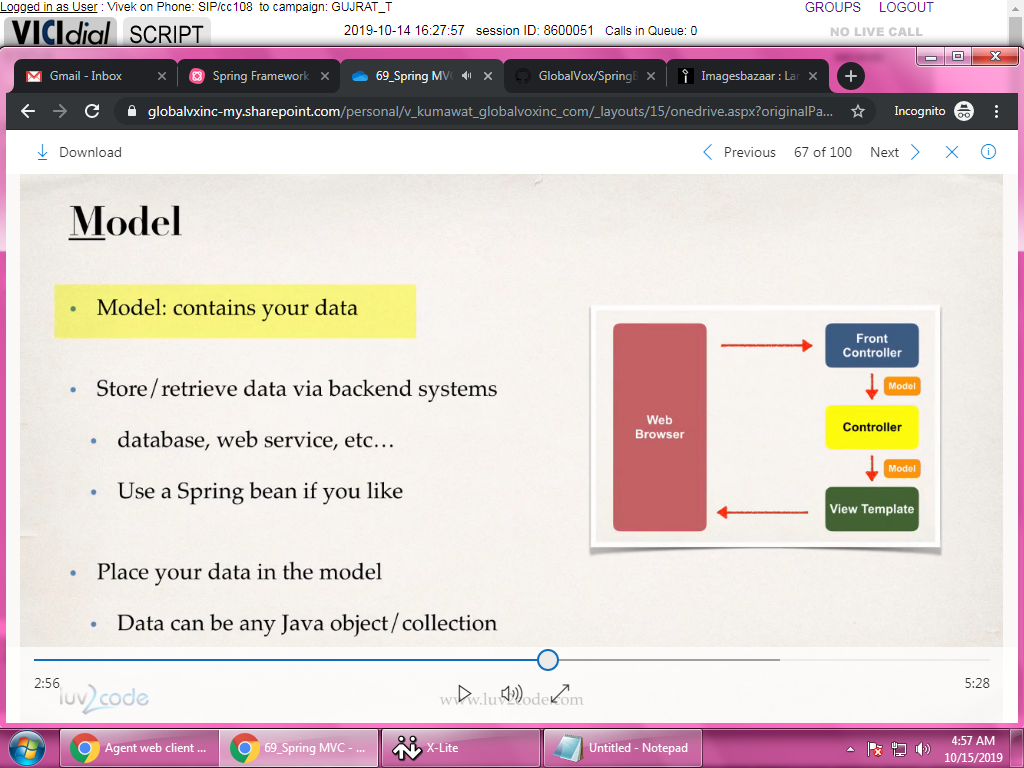 Logged in as User : Vivek on Phone: SIP/cc108 to campaign: GUJRAT_T
GROUPS LOGOUT
VICIdial SCRIPT
2019-10-14 16:27:57 session ID: 8600051 Calls in Queue: 0
NO LIVE CALL
Gmail - Inbox
Spring Framework
69_Spring MV
GlobalVox/Spring
Imagesbazaar : La
globalvxinc-my.sharepoint.com/personal/v_kumawat_globalvoxinc_com/_layouts/15/onedrive.aspx?originalPa...
Incognito
Download
Previous 67 of 100 Next
Model
• Model: contains your data
• Store/retrieve data via backend systems
• database, web service, etc...
• Use a Spring bean if you like
• Place your data in the model
• Data can be any Java object/collection
Web
Browser
Front
Controller
Model
Controller
Model
View Template
2:56
5:28
luv2code
www.luv2code.com
Agent web client ...
69_Spring MVC - ...
X-Lite
Untitled - Notepad
4:57 AM
10/15/2019